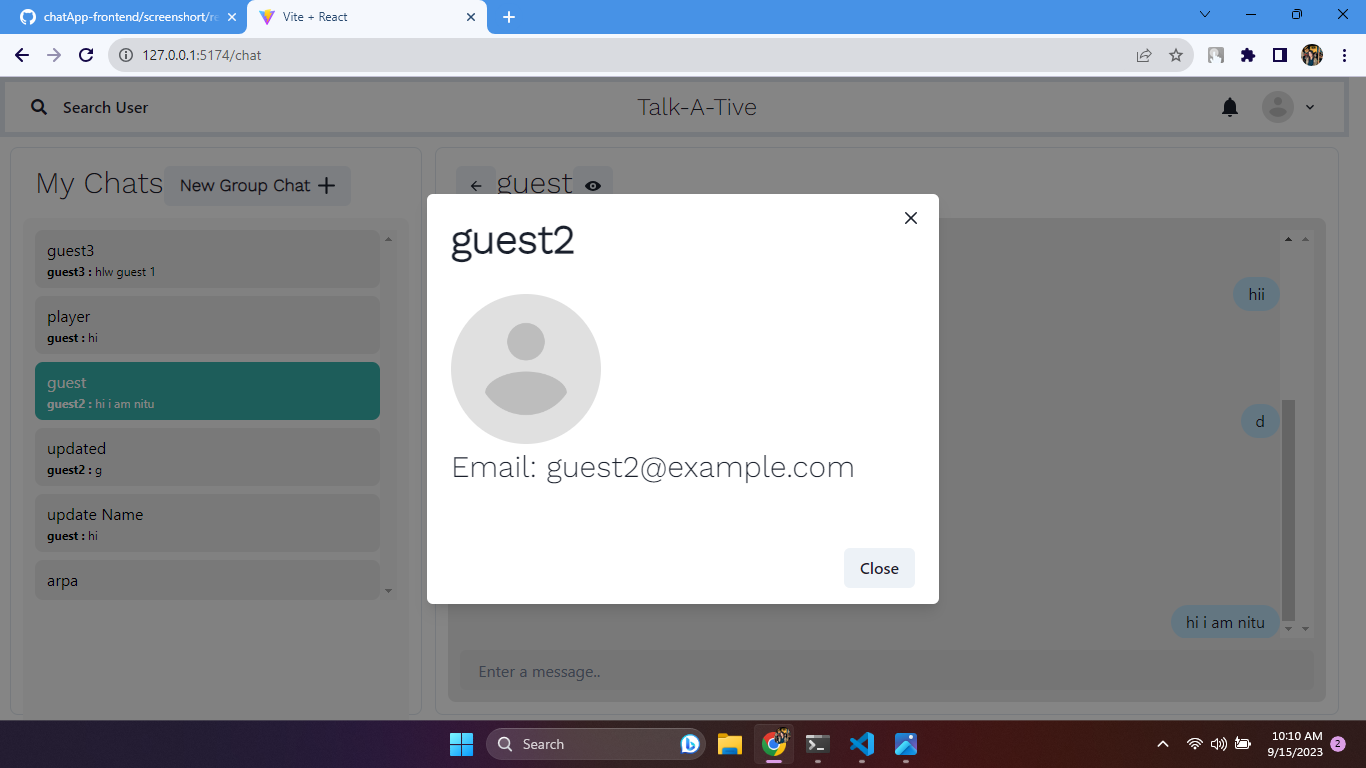 chatApp-frontend/screenshort/re
Vite + React
127.0.0.1:5174/chat
Search User
Talk-A-Tive
My Chats
New Group Chat
guest
guest3
guest3 : hlw guest 1
player
guest : hi
guest
guest2 : hi i am nitu
updated
guest2 : g
update Name
guest : hi
arpa
guest2
Email: guest2@example.com
Close
hii
d
hi i am nitu
Enter a message..
Search
10:10 AM
9/15/2023
2